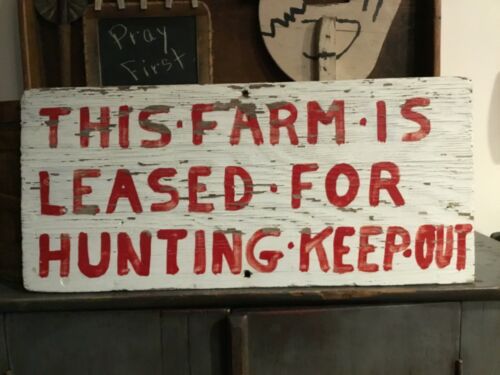 Pray
First
THIS·FARM·IS
LEASED·FOR
HUNTING·KEEP·OUT